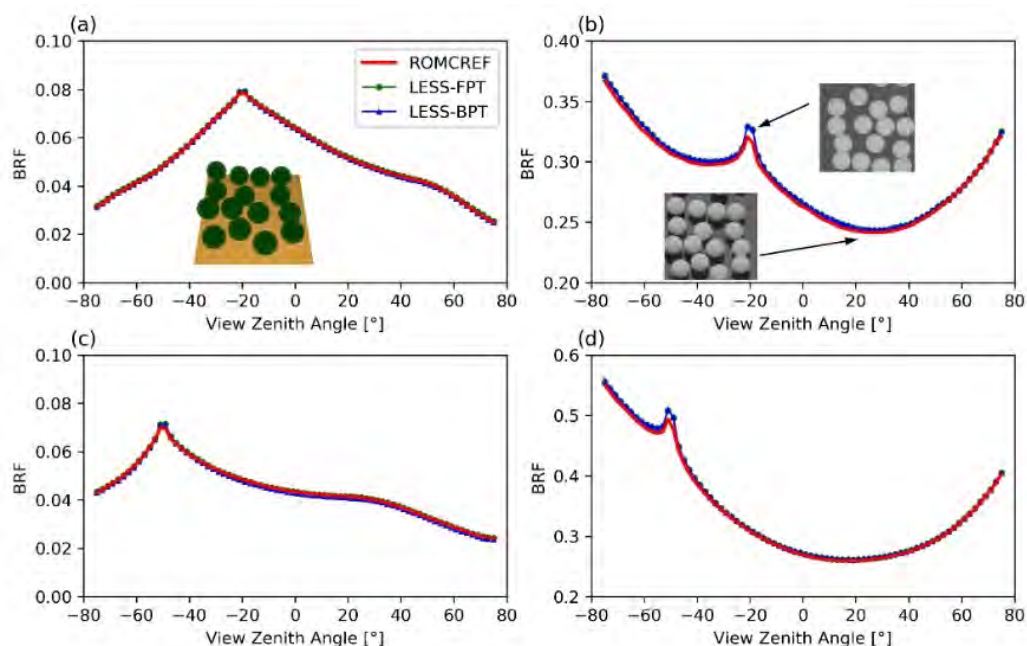 (a)
(b)
0.10
0.08
0.06
0.04
0.02
0.00
BRF
ROMCREF
LESS-FPT
LESS-BPT
−80 −60 −40 −20 0 20 40 60 80
View Zenith Angle [°]
0.35
0.30
0.25
0.20
BRF
−80 −60 −40 −20 0 20 40 60 80
View Zenith Angle [°]
(c)
(d)
0.10
0.08
0.06
0.04
0.02
0.00
BRF
−80 −60 −40 −20 0 20 40 60 80
View Zenith Angle [°]
0.6
0.5
0.4
0.3
0.2
BRF
−80 −60 −40 −20 0 20 40 60 80
View Zenith Angle [°]